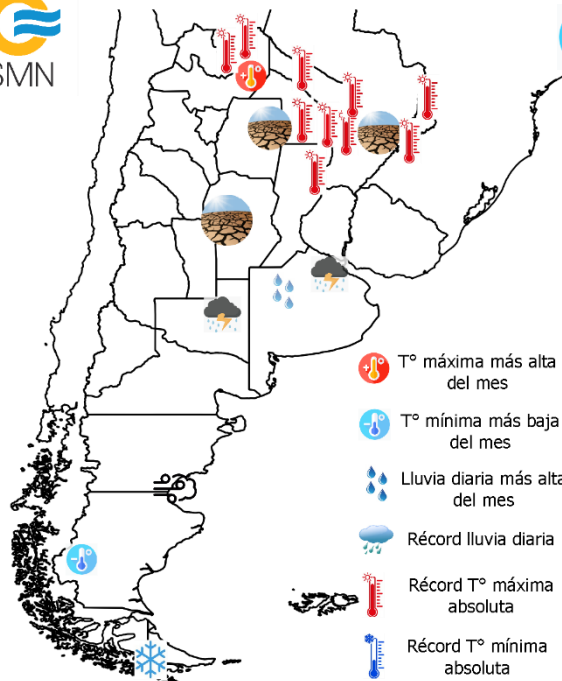 SMN
T° máxima más alta
del mes
T° mínima más baja
del mes
Lluvia diaria más alta
del mes
Récord lluvia diaria
Récord T° máxima
absoluta
Récord T° mínima
absoluta